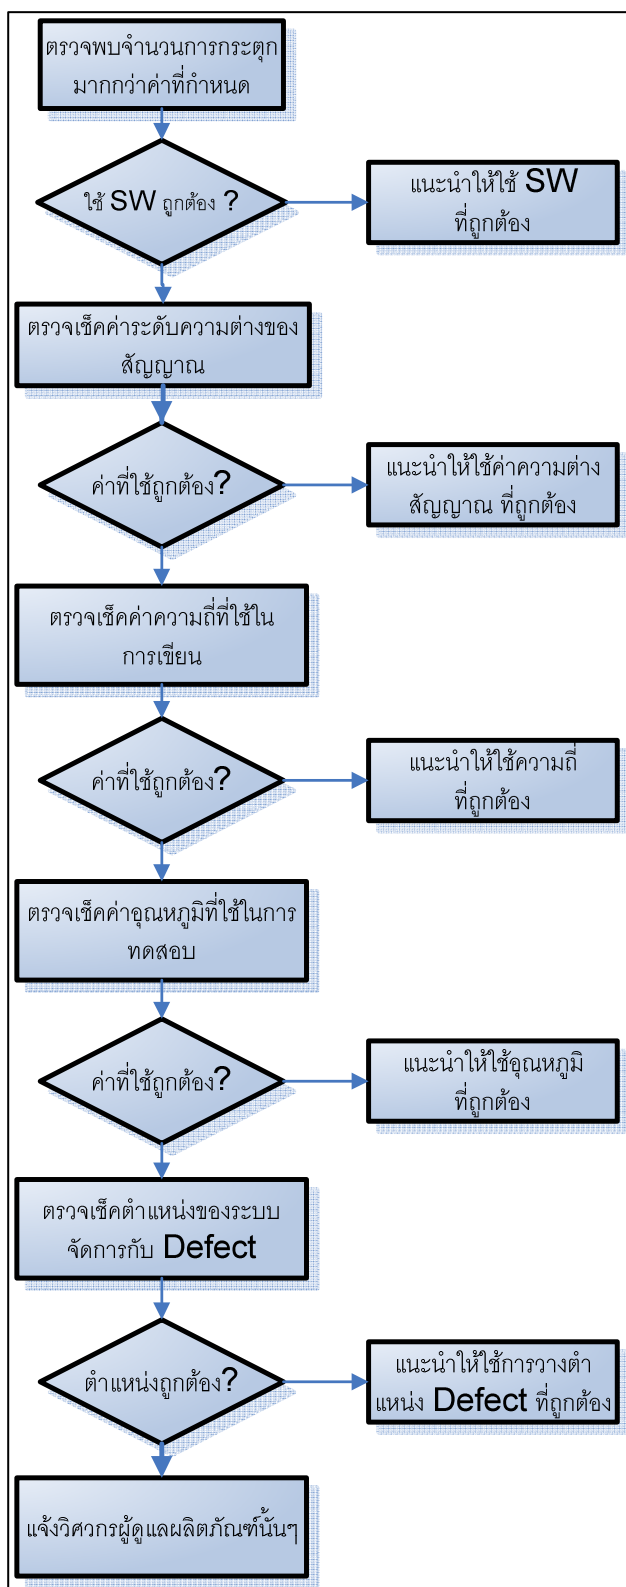 ตรวจพบจำนวนการกระตุก
มากกว่าค่าที่กำหนด
ใช้ SW ถูกต้อง ?
แนะนำให้ใช้ SW
ที่ถูกต้อง
ตรวจเช็คค่าระดับความต่างของ
สัญญาณ
ค่าที่ใช้ถูกต้อง?
แนะนำให้ใช้ค่าความต่าง
สัญญาณ ที่ถูกต้อง
ตรวจเช็คค่าความถี่ที่ใช้ใน
การเขียน
ค่าที่ใช้ถูกต้อง?
แนะนำให้ใช้ความถี่
ที่ถูกต้อง
ตรวจเช็คค่าอุณหภูมิที่ใช้ในการ
ทดสอบ
ค่าที่ใช้ถูกต้อง?
แนะนำให้ใช้อุณหภูมิ
ที่ถูกต้อง
ตรวจเช็คตำแหน่งของระบบ
จัดการกับ Defect
ตำแหน่งถูกต้อง?
แนะนำให้ใช้การวางตำ
แหน่ง Defect ที่ถูกต้อง
แจ้งวิศวกรผู้ดูแลผลิตภัณฑ์นั้นๆ